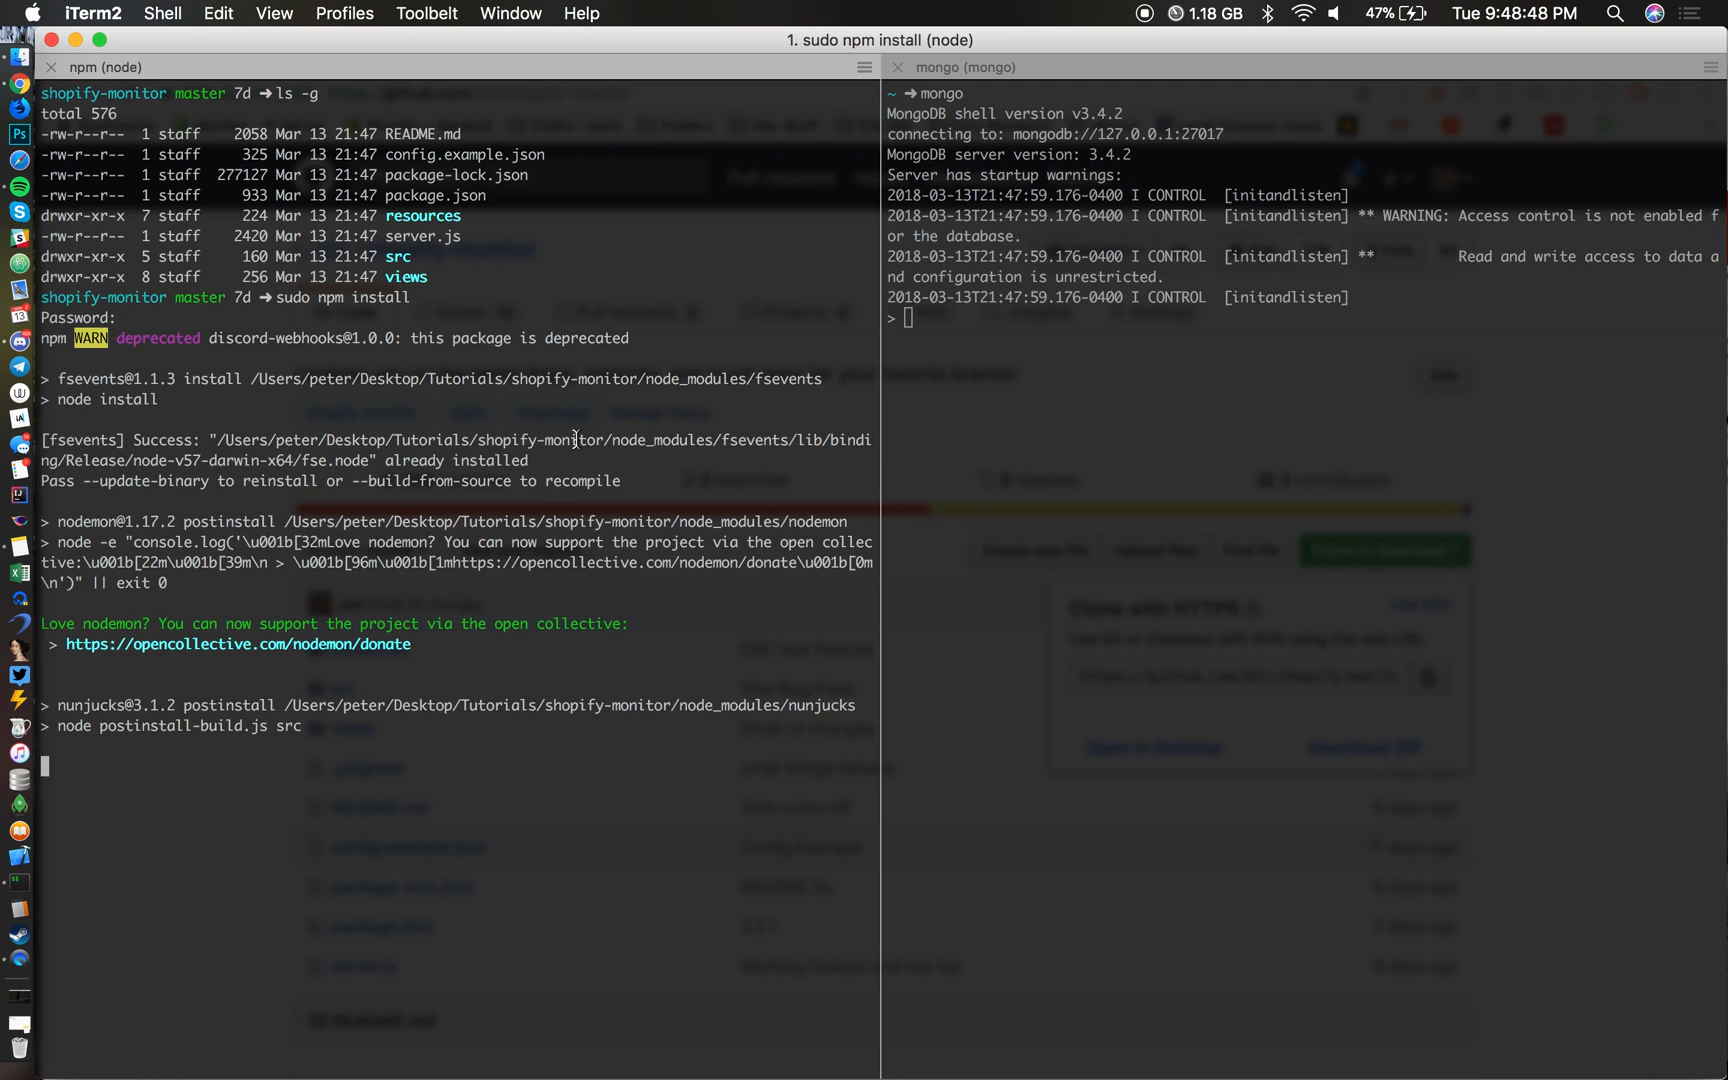 iTerm2 Shell Edit View Profiles Toolbelt Window Help 1.18 GB 47% Tue 9:48:48 PM
1. sudo npm install (node)
npm (node)
shopify-monitor master 7d ➜ ls -g
total 576
-rw-r--r-- 1 staff 2058 Mar 13 21:47 README.md
-rw-r--r-- 1 staff 325 Mar 13 21:47 config.example.json
-rw-r--r-- 1 staff 277127 Mar 13 21:47 package-lock.json
-rw-r--r-- 1 staff 933 Mar 13 21:47 package.json
drwxr-xr-x 7 staff 224 Mar 13 21:47 resources
-rw-r--r-- 1 staff 2420 Mar 13 21:47 server.js
drwxr-xr-x 5 staff 160 Mar 13 21:47 src
drwxr-xr-x 8 staff 256 Mar 13 21:47 views
shopify-monitor master 7d ➜ sudo npm install
Password:
npm WARN deprecated discord-webhooks@1.0.0: this package is deprecated
> fsevents@1.1.3 install /Users/peter/Desktop/Tutorials/shopify-monitor/node_modules/fsevents
> node install
[fsevents] Success: "/Users/peter/Desktop/Tutorials/shopify-monitor/node_modules/fsevents/lib/bindi
ng/Release/node-v57-darwin-x64/fse.node" already installed
Pass --update-binary to reinstall or --build-from-source to recompile
> nodemon@1.17.2 postinstall /Users/peter/Desktop/Tutorials/shopify-monitor/node_modules/nodemon
> node -e "console.log('\u001b[32mLove nodemon? You can now support the project via the open collec
tive:\u001b[22m\u001b[39m\n > \u001b[96m\u001b[1mhttps://opencollective.com/nodemon/donate\u001b[0m
\n')" || exit 0
Love nodemon? You can now support the project via the open collective:
> https://opencollective.com/nodemon/donate
> nunjucks@3.1.2 postinstall /Users/peter/Desktop/Tutorials/shopify-monitor/node_modules/nunjucks
> node postinstall-build.js src
mongo (mongo)
~ ➜ mongo
MongoDB shell version v3.4.2
connecting to: mongodb://127.0.0.1:27017
MongoDB server version: 3.4.2
Server has startup warnings:
2018-03-13T21:47:59.176-0400 I CONTROL [initandlisten]
2018-03-13T21:47:59.176-0400 I CONTROL [initandlisten] ** WARNING: Access control is not enabled f
or the database.
2018-03-13T21:47:59.176-0400 I CONTROL [initandlisten] ** Read and write access to data a
nd configuration is unrestricted.
2018-03-13T21:47:59.176-0400 I CONTROL [initandlisten]
>